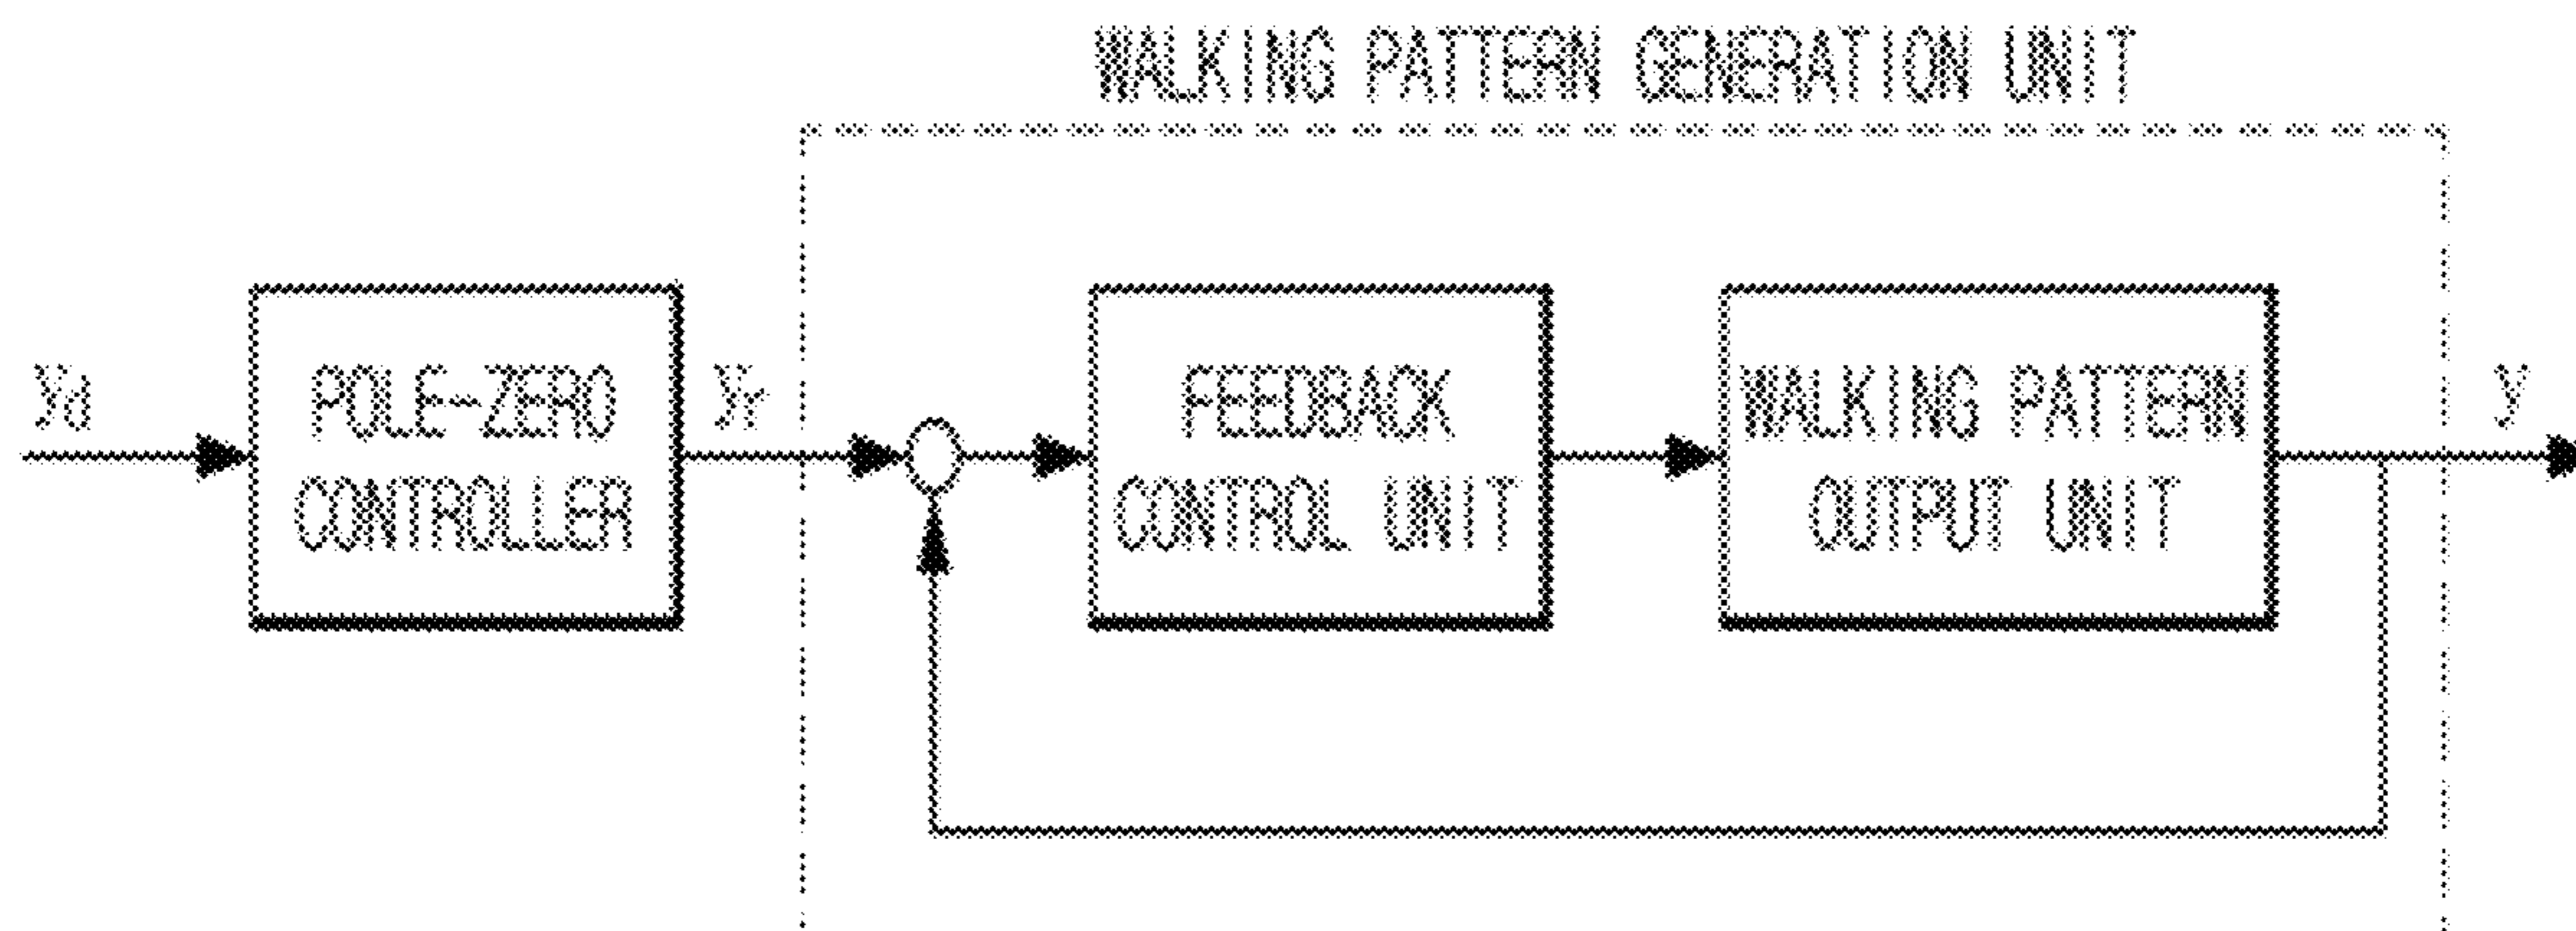 WALKING PATTERN GENERATION UNIT
yd
POLE-ZERO
CONTROLLER
yr
FEEDBACK
CONTROL UNIT
WALKING PATTERN
OUTPUT UNIT
y